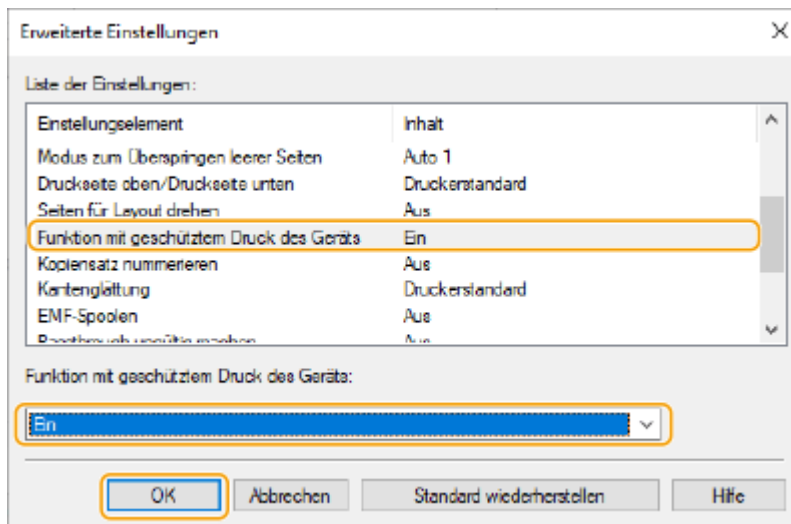 Erweiterte Einstellungen
Liste der Einstellungen:
Einstellungselement Inhalt
Modus zum Überspringen leerer Seiten Auto 1
Druckseite oben/Druckseite unten Druckerstandard
Seiten für Layout drehen Aus
Funktion mit geschütztem Druck des Geräts Ein
Kopiensatz nummerieren Aus
Kantenglättung Druckerstandard
EMF-Spoolen Aus
Funktion mit geschütztem Druck des Geräts:
Ein
OK Abbrechen Standard wiederherstellen Hilfe